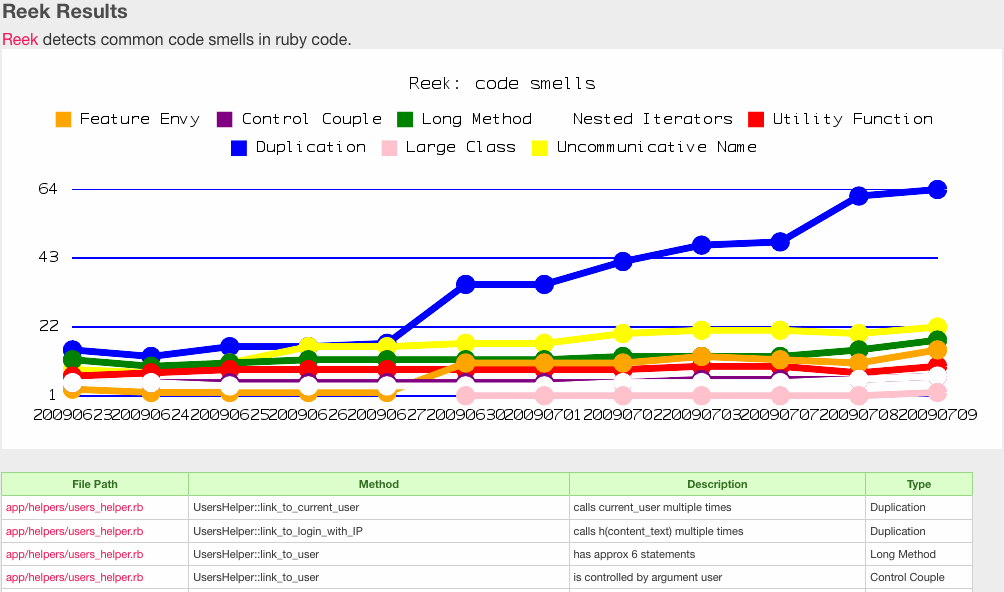 Reek Results
Reek detects common code smells in ruby code.
Reek: code smells
Feature Envy Control Couple Long Method Nested Iterators Utility Function
Duplication Large Class Uncommunicative Name
64
43
22
1
20090623 20090624 20090625 20090626 20090627 20090630 20090701 20090702 20090703 20090707 20090708 20090709
File Path Method Description Type
app/helpers/users_helper.rb UsersHelper::link_to_current_user calls current_user multiple times Duplication
app/helpers/users_helper.rb UsersHelper::link_to_login_with_IP calls h(content_text) multiple times Duplication
app/helpers/users_helper.rb UsersHelper::link_to_user has approx 6 statements Long Method
app/helpers/users_helper.rb UsersHelper::link_to_user is controlled by argument user Control Couple